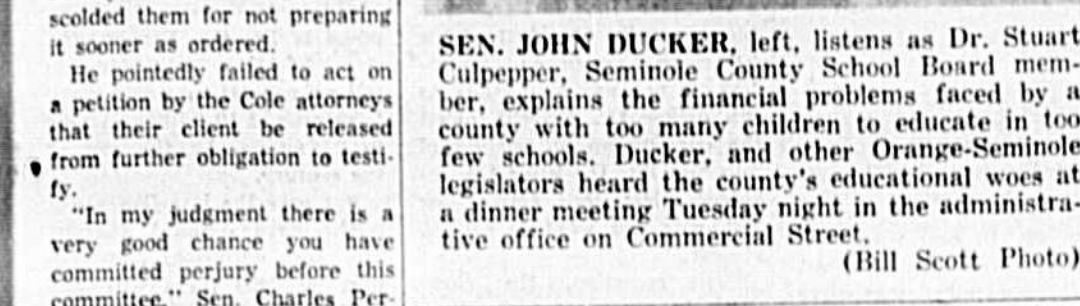 scolded them for not preparing
it sooner as ordered.
He pointedly failed to act on
a petition by the Cole attorneys
that their client be released
from further obligation to testi-
fy.
"In my judgment there is a
very good chance you have
committed perjury before this
committee." Sen. Charles Per-
SEN. JOHN DUCKER, left, listens as Dr. Stuart
Culpepper, Seminole County School Board mem-
ber, explains the financial problems faced by a
county with too many children to educate in too
few schools. Ducker, and other Orange-Seminole
legislators heard the county's educational woes at
a dinner meeting Tuesday night in the administra-
tive office on Commercial Street.
(Bill Scott Photo)